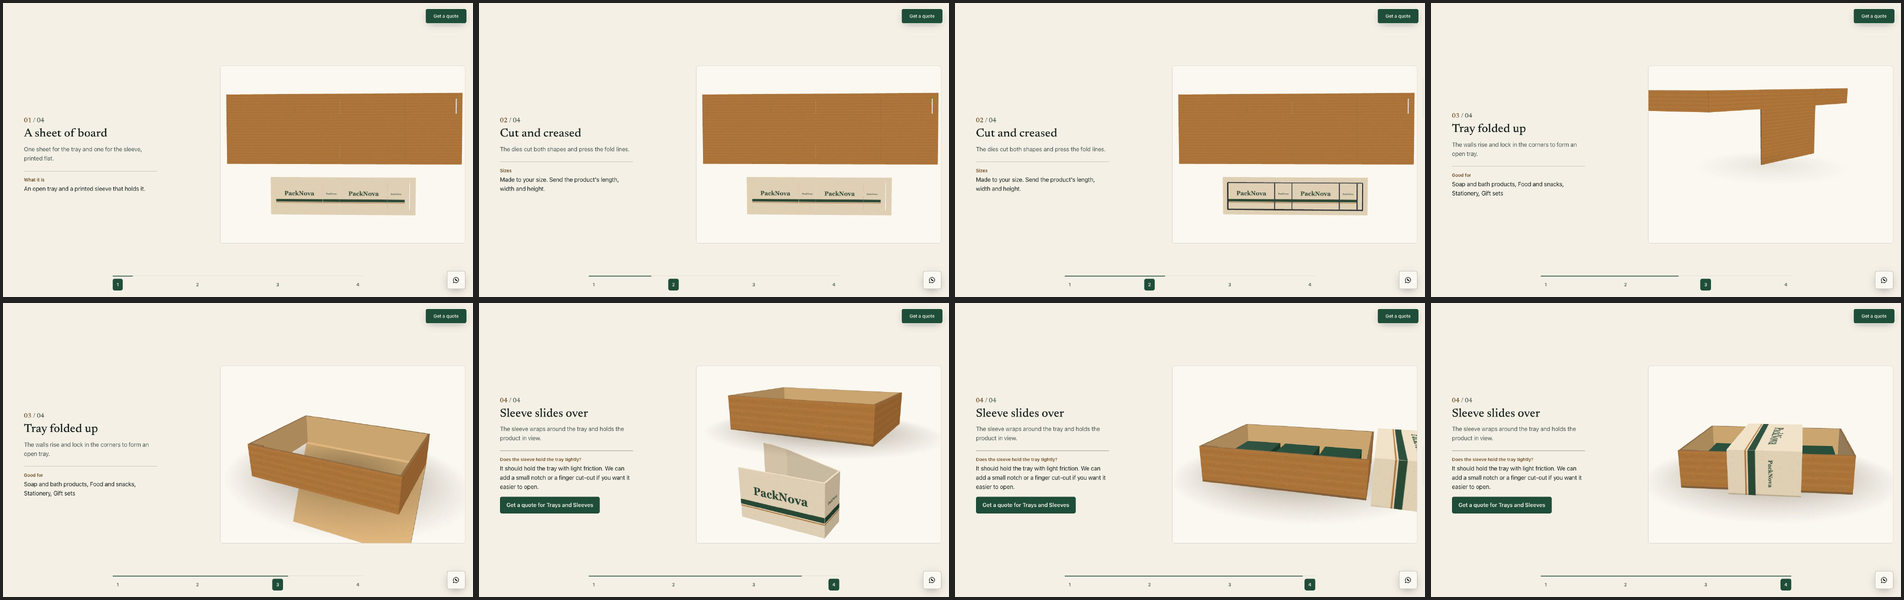 Get a quote
01 / 04
A sheet of board
One sheet for the tray and one for the sleeve,
printed flat.
What it is
An open tray and a printed sleeve that holds it.
PackNova
PackNova
1
2
3
4
Get a quote
02 / 04
Cut and creased
The dies cut both shapes and press the fold lines.
Sizes
Made to your size. Send the product's length,
width and height.
PackNova
PackNova
1
2
3
4
Get a quote
02 / 04
Cut and creased
The dies cut both shapes and press the fold lines.
Sizes
Made to your size. Send the product's length,
width and height.
PackNova
PackNova
1
2
3
4
Get a quote
03 / 04
Tray folded up
The walls rise and lock in the corners to form an
open tray.
Good for
Soap and bath products, Food and snacks,
Stationery, Gift sets
1
2
3
4
Get a quote
03 / 04
Tray folded up
The walls rise and lock in the corners to form an
open tray.
Good for
Soap and bath products, Food and snacks,
Stationery, Gift sets
1
2
3
4
Get a quote
04 / 04
Sleeve slides over
The sleeve wraps around the tray and holds the
product in view.
Does the sleeve hold the tray tightly?
It should hold the tray with light friction. We can
add a small notch or a finger cut-out if you want it
easier to open.
Get a quote for Trays and Sleeves
PackNova
1
2
3
4
Get a quote
04 / 04
Sleeve slides over
The sleeve wraps around the tray and holds the
product in view.
Does the sleeve hold the tray tightly?
It should hold the tray with light friction. We can
add a small notch or a finger cut-out if you want it
easier to open.
Get a quote for Trays and Sleeves
1
2
3
4
Get a quote
04 / 04
Sleeve slides over
The sleeve wraps around the tray and holds the
product in view.
Does the sleeve hold the tray tightly?
It should hold the tray with light friction. We can
add a small notch or a finger cut-out if you want it
easier to open.
Get a quote for Trays and Sleeves
PackNova
PackNova
1
2
3
4